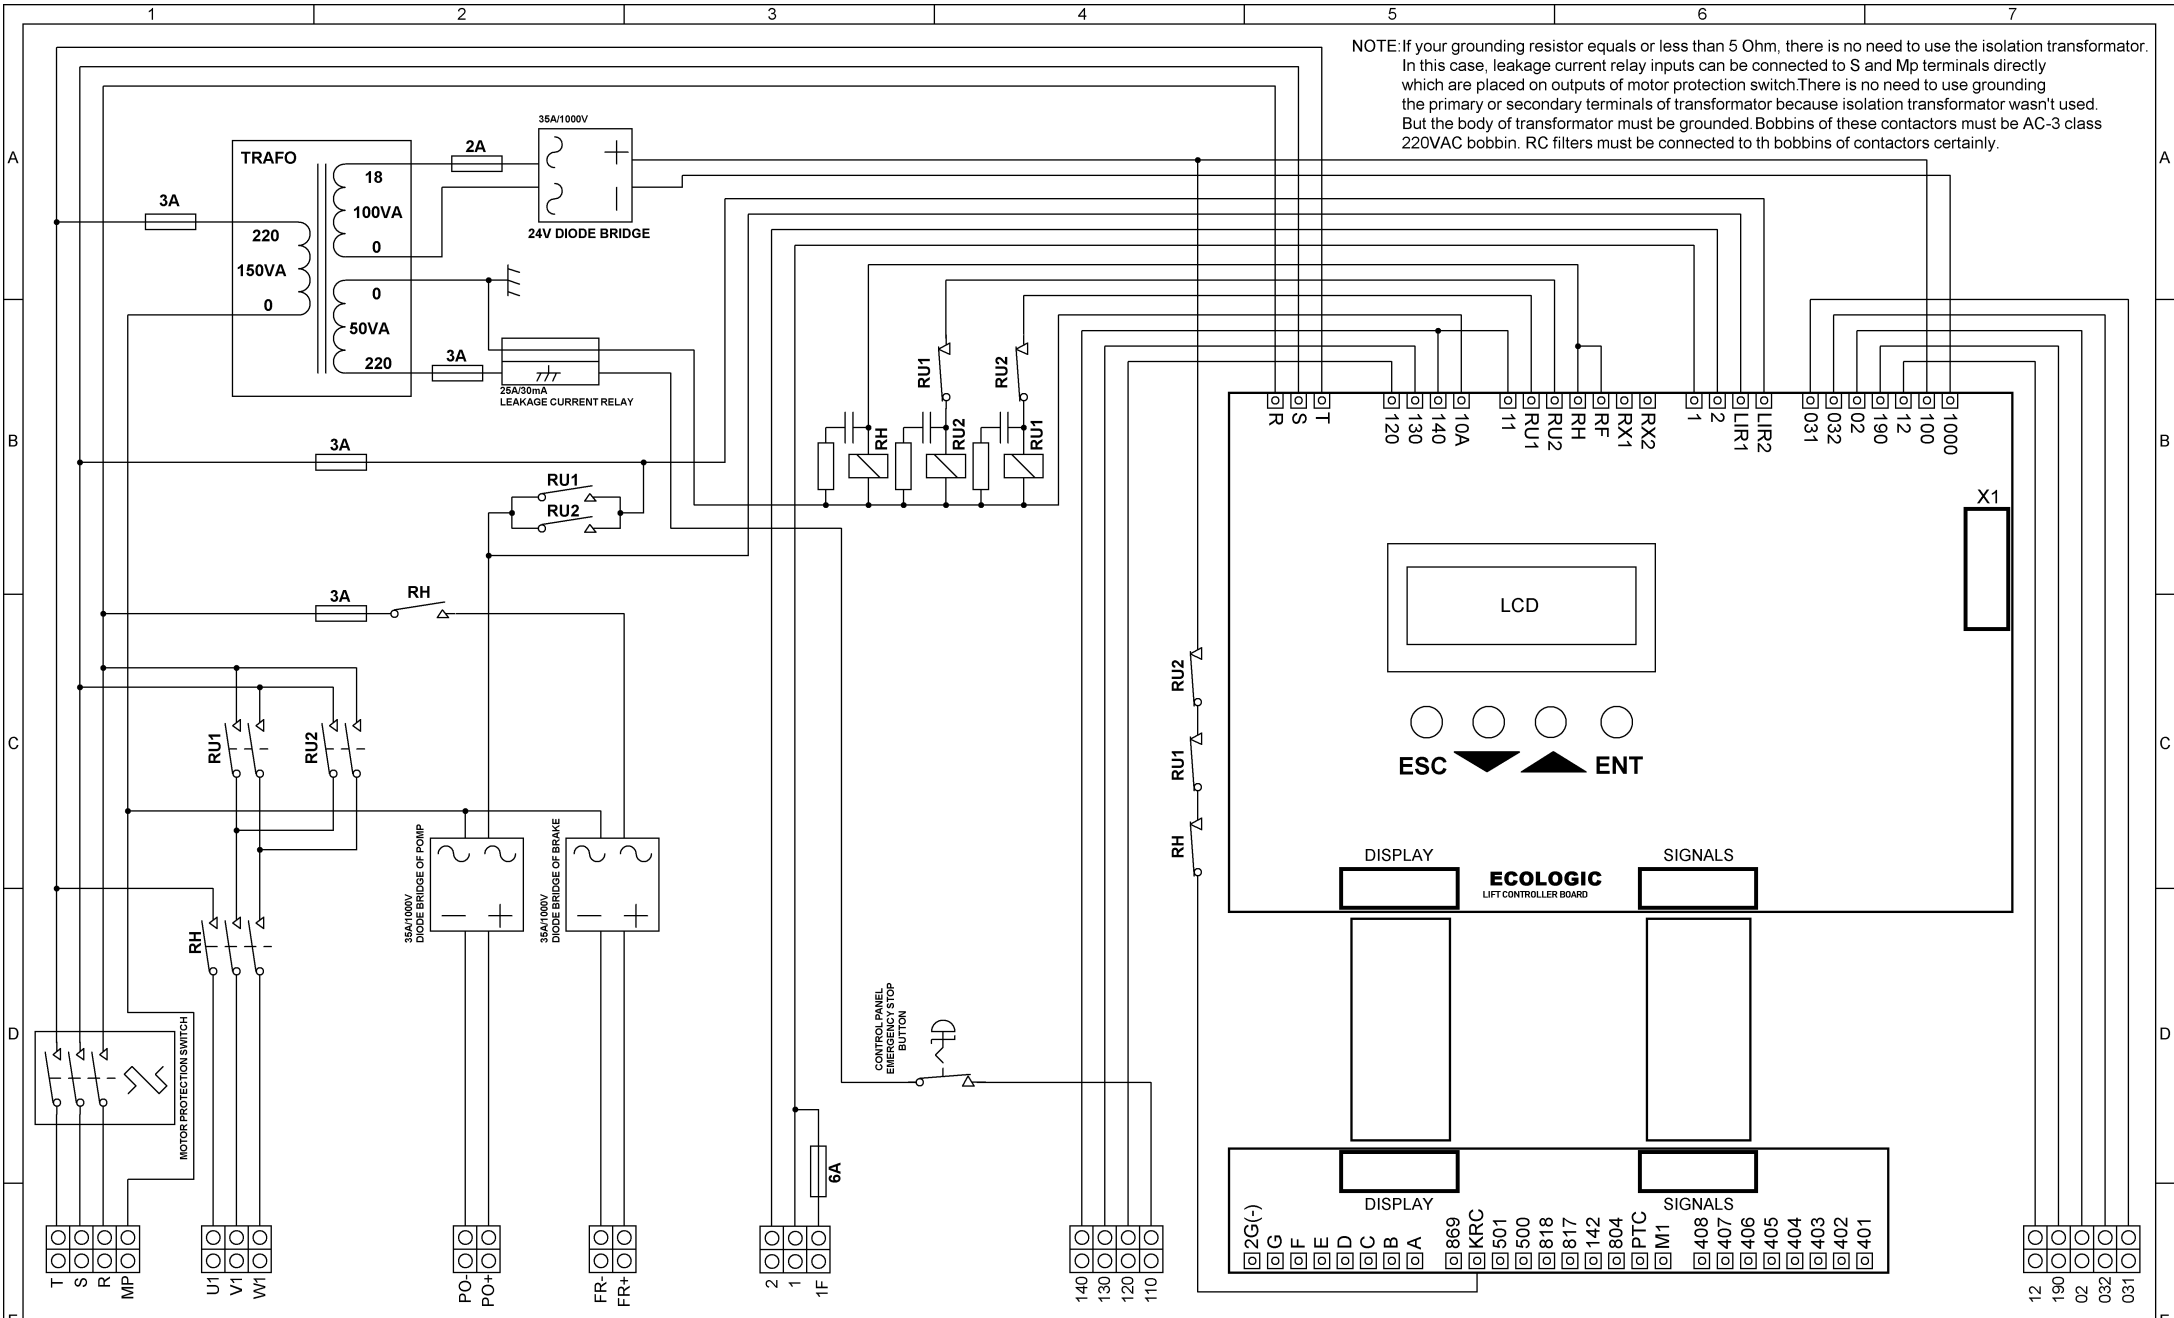 1 2 3 4 5 6 7
NOTE:If your grounding resistor equals or less than 5 Ohm, there is no need to use the isolation transformator.
In this case, leakage current relay inputs can be connected to S and Mp terminals directly
which are placed on outputs of motor protection switch.There is no need to use grounding
the primary or secondary terminals of transformator because isolation transformator wasn't used.
But the body of transformator must be grounded.Bobbins of these contactors must be AC-3 class
220VAC bobbin. RC filters must be connected to th bobbins of contactors certainly.
A
A
35A/1000V
2A
TRAFO
18
3A
100VA
24V DIODE BRIDGE
220
0
150VA
0
0
50VA
3A
220
25A/30mA
LEAKAGE CURRENT RELAY
RU1
RU2
B
B
3A
RH
RU2
RU1
R
S
T
120
130
140
10A
11
RU1
RU2
RH
RF
RX1
RX2
1
2
LIR1
LIR2
031
032
02
190
12
100
1000
RU1
RU2
X1
3A
RH
LCD
RU2
C
C
RU1
RU2
RU1
ESC
ENT
RH
35A/1000V
DIODE BRIDGE OF POMP
35A/1000V
DIODE BRIDGE OF BRAKE
DISPLAY
SIGNALS
ECOLOGIC
LIFT CONTROLLER BOARD
RH
D
D
MOTOR PROTECTION SWITCH
CONTROL PANEL
EMERGENCY STOP
BUTTON
6A
DISPLAY
SIGNALS
2G(-)
G
F
E
D
C
B
A
869
KRC
501
500
818
817
142
804
PTC
M1
408
407
406
405
404
403
402
401
T
S
R
MP
U1
V1
W1
PO-
PO+
FR-
FR+
2
1
1F
140
130
120
110
12
190
02
032
031